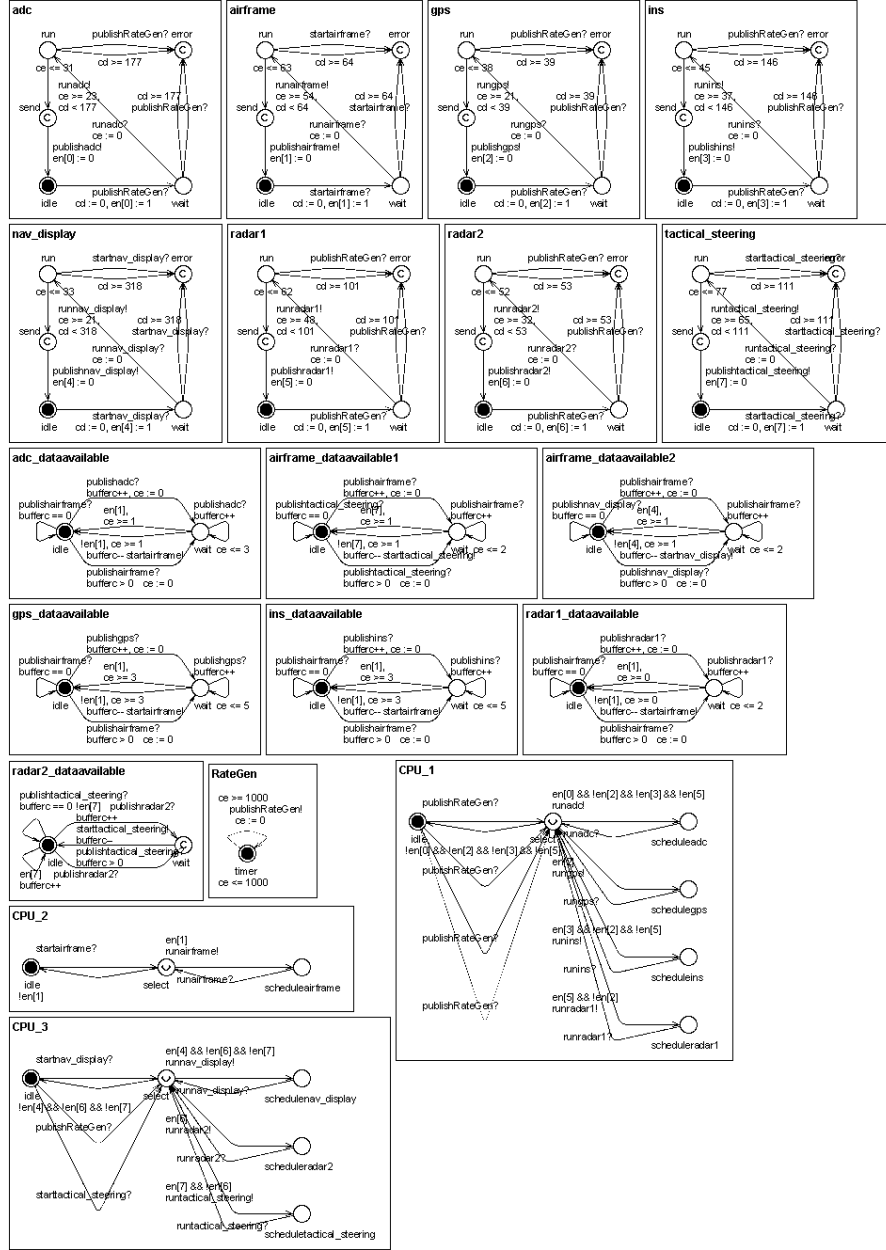 adc
run
publishRateGen?
error
cd >= 177
ce <= 31
runadc!
ce >= 23,
cd < 177
cd >= 177
publishRateGen?
send
runadc?
ce := 0
publishadc!
en[0] := 0
publishRateGen?
idle
cd := 0, en[0] := 1
wait
airframe
run
startairframe?
error
cd >= 64
ce <= 63
runairframe!
ce >= 54,
cd < 64
cd >= 64
startairframe?
send
runairframe?
ce := 0
publishairframe!
en[1] := 0
startairframe?
idle
cd := 0, en[1] := 1
wait
gps
run
publishRateGen?
error
cd >= 39
ce <= 38
rungps!
ce >= 21,
cd < 39
cd >= 39
publishRateGen?
send
rungps?
ce := 0
publishgps!
en[2] := 0
publishRateGen?
idle
cd := 0, en[2] := 1
wait
ins
run
publishRateGen?
error
cd >= 146
ce <= 45
runins!
ce >= 37,
cd < 146
cd >= 146
publishRateGen?
send
runins?
ce := 0
publishins!
en[3] := 0
publishRateGen?
idle
cd := 0, en[3] := 1
wait
nav_display
run
startnav_display?
error
cd >= 318
ce <= 33
runnav_display!
ce >= 21,
cd < 318
cd >= 318
startnav_display?
send
runnav_display?
ce := 0
publishnav_display!
en[4] := 0
startnav_display?
idle
cd := 0, en[4] := 1
wait
radar1
run
publishRateGen?
error
cd >= 101
ce <= 62
runradar1!
ce >= 48,
cd < 101
cd >= 101
publishRateGen?
send
runradar1?
ce := 0
publishradar1!
en[5] := 0
publishRateGen?
idle
cd := 0, en[5] := 1
wait
radar2
run
publishRateGen?
error
cd >= 53
ce <= 52
runradar2!
ce >= 32,
cd < 53
cd >= 53
publishRateGen?
send
runradar2?
ce := 0
publishradar2!
en[6] := 0
publishRateGen?
idle
cd := 0, en[6] := 1
wait
tactical_steering
run
starttactical_steering?
error
cd >= 111
ce <= 77
runtactical_steering!
ce >= 65,
cd < 111
cd >= 111
starttactical_steering?
send
runtactical_steering?
ce := 0
publishtactical_steering!
en[7] := 0
starttactical_steering?
idle
cd := 0, en[7] := 1
wait
adc_dataavailable
publishadc?
bufferc++, ce := 0
publishairframe?
bufferc == 0
publishadc?
bufferc++
en[1],
ce >= 1
!en[1], ce >= 1
idle
wait ce <= 3
bufferc-- startairframe!
publishairframe?
bufferc > 0 ce := 0
airframe_dataavailable1
publishairframe?
bufferc++, ce := 0
publishtactical_steering?
bufferc == 0
publishairframe?
bufferc++
en[7],
ce >= 1
!en[7], ce >= 1
idle
wait ce <= 2
bufferc-- starttactical_steering!
publishtactical_steering?
bufferc > 0 ce := 0
airframe_dataavailable2
publishairframe?
bufferc++, ce := 0
publishnav_display?
bufferc == 0
publishairframe?
bufferc++
en[4],
ce >= 1
!en[4], ce >= 1
idle
wait ce <= 2
bufferc-- startnav_display!
publishnav_display?
bufferc > 0 ce := 0
gps_dataavailable
publishgps?
bufferc++, ce := 0
publishairframe?
bufferc == 0
publishgps?
bufferc++
en[1],
ce >= 3
!en[1], ce >= 3
idle
wait ce <= 5
bufferc-- startairframe!
publishairframe?
bufferc > 0 ce := 0
ins_dataavailable
publishins?
bufferc++, ce := 0
publishairframe?
bufferc == 0
publishins?
bufferc++
en[1],
ce >= 3
!en[1], ce >= 3
idle
wait ce <= 5
bufferc-- startairframe!
publishairframe?
bufferc > 0 ce := 0
radar1_dataavailable
publishradar1?
bufferc++, ce := 0
publishairframe?
bufferc == 0
publishradar1?
bufferc++
en[1],
ce >= 0
!en[1], ce >= 0
idle
wait ce <= 2
bufferc-- startairframe!
publishairframe?
bufferc > 0 ce := 0
radar2_dataavailable
publishtactical_steering?
bufferc == 0 !en[7] publishradar2?
bufferc++
starttactical_steering!
bufferc--
publishtactical_steering?
idle
bufferc > 0
wait
en[7] publishradar2?
bufferc++
RateGen
ce >= 1000
publishRateGen!
ce := 0
timer
ce <= 1000
CPU_1
publishRateGen?
en[0] && !en[2] && !en[3] && !en[5]
runadc!
idle
select
runadc?
scheduleadc
!en[0] && !en[2] && !en[3] && !en[5]
publishRateGen?
en[2]
rungps!
rungps?
schedulegps
publishRateGen?
en[3] && !en[2] && !en[5]
runins!
runins?
scheduleins
publishRateGen?
en[5] && !en[2]
runradar1!
runradar1?
scheduleradar1
CPU_2
startairframe?
en[1]
runairframe!
idle
!en[1]
select
runairframe?
scheduleairframe
CPU_3
startnav_display?
en[4] && !en[6] && !en[7]
runnav_display!
idle
select
runnav_display?
schedulenav_display
!en[4] && !en[6] && !en[7]
publishRateGen?
en[6]
runradar2!
runradar2?
scheduleradar2
starttactical_steering?
en[7] && !en[6]
runtactical_steering!
runtactical_steering?
scheduletactical_steering